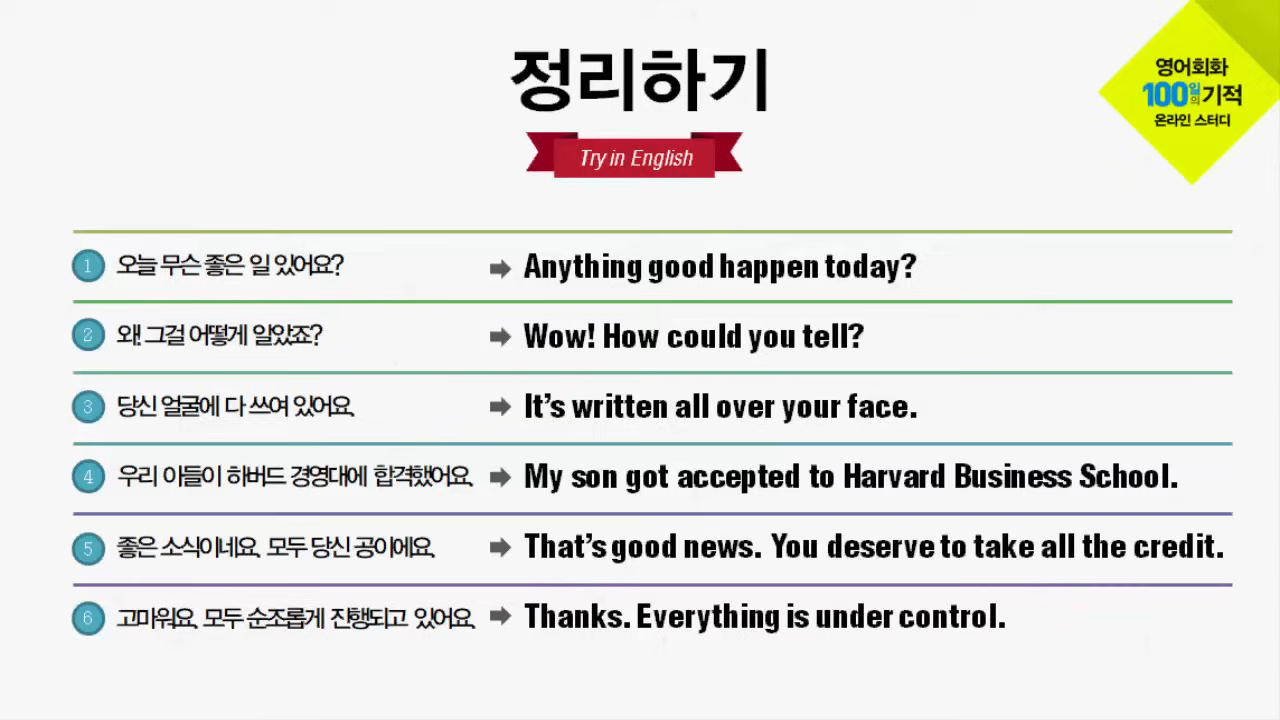 정리하기
Try in English
영어회화
100일의 기적
온라인 스터디
1 오늘 무슨 좋은 일 있어요? ➡ Anything good happen today?
2 와! 그걸 어떻게 알았죠? ➡ Wow! How could you tell?
3 당신 얼굴에 다 쓰여 있어요. ➡ It's written all over your face.
4 우리 아들이 하버드 경영대에 합격했어요. ➡ My son got accepted to Harvard Business School.
5 좋은 소식이네요. 모두 당신 공이에요. ➡ That's good news. You deserve to take all the credit.
6 고마워요. 모두 순조롭게 진행되고 있어요. ➡ Thanks. Everything is under control.